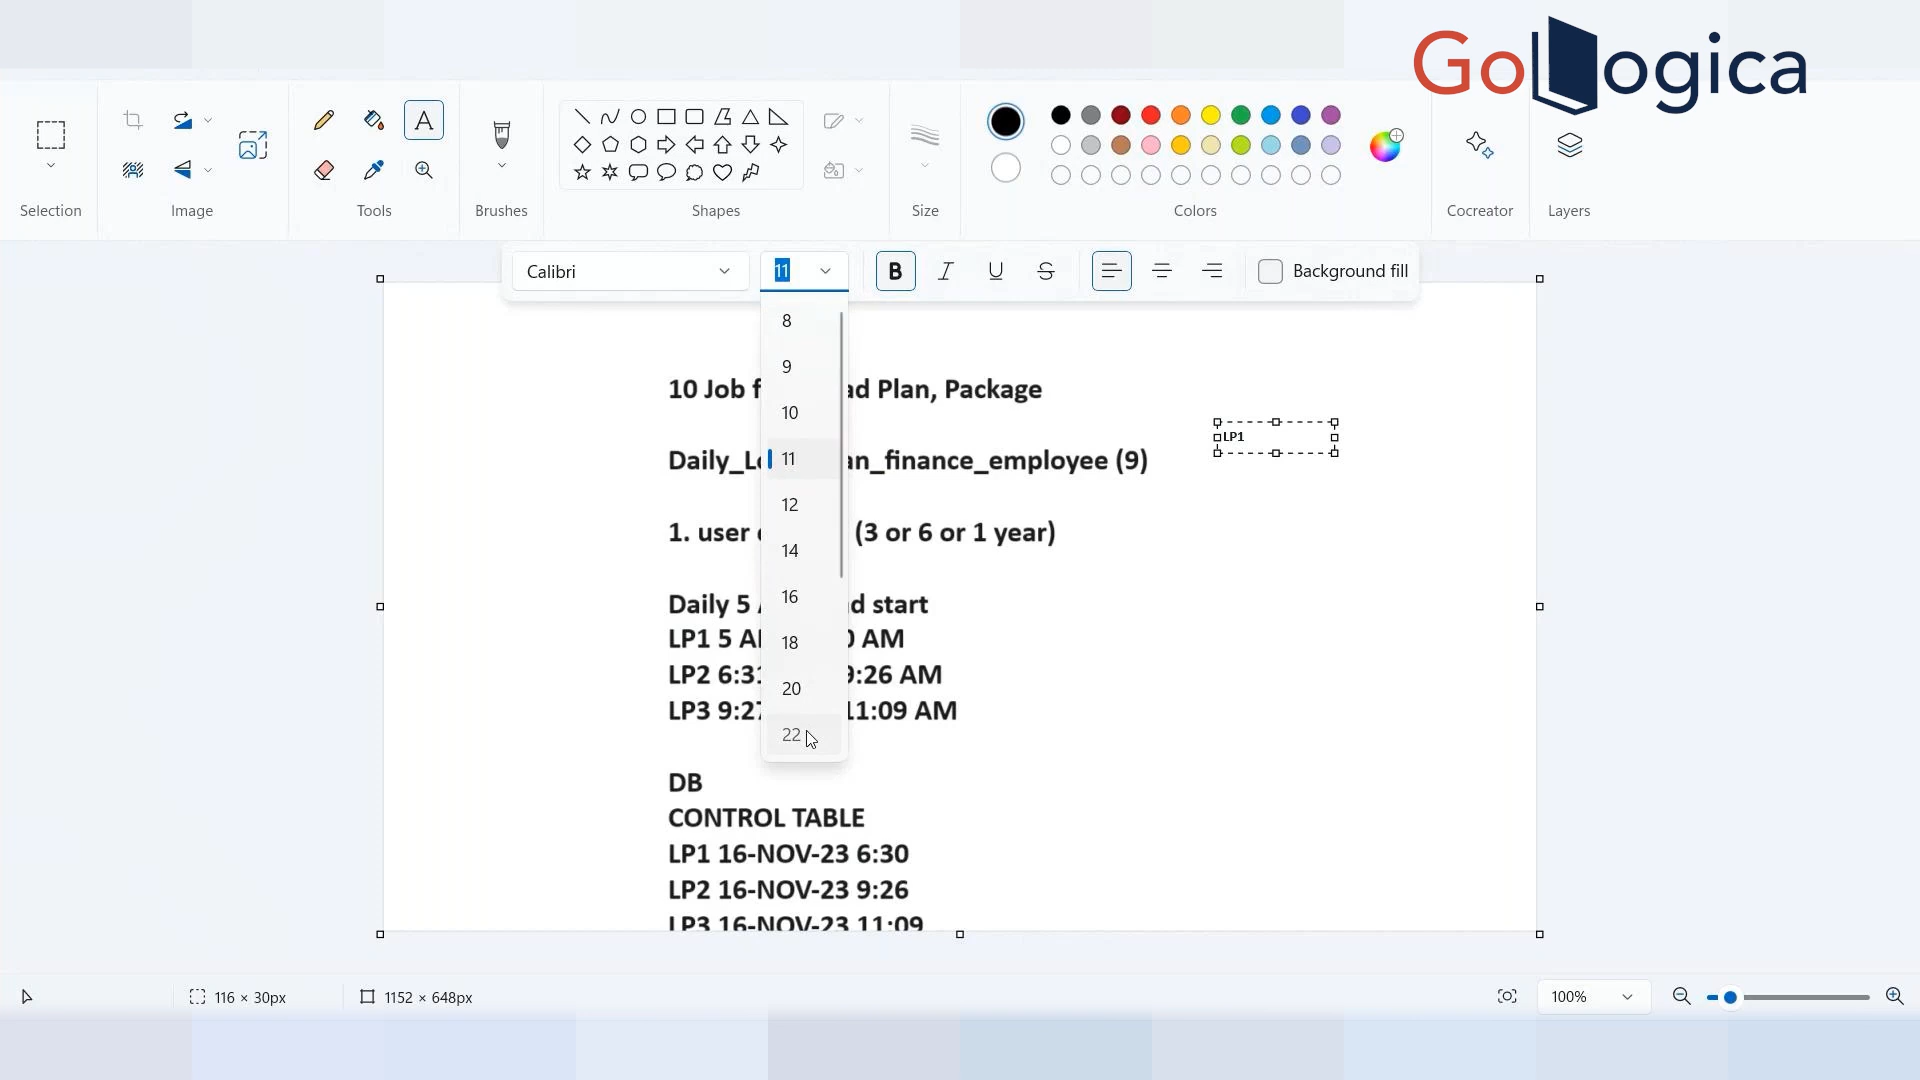 GoLogica
Selection
Image
Tools
Brushes
Shapes
Size
Colors
Cocreator
Layers
Calibri
11
B
Background fill
8
9
10
11
12
14
16
18
20
22
10 Job f ad Plan, Package
LP1
Daily_Lo an_finance_employee (9)
1. user (3 or 6 or 1 year)
Daily 5 d start
LP1 5 A 0 AM
LP2 6:31 9:26 AM
LP3 9:27 11:09 AM
DB
CONTROL TABLE
LP1 16-NOV-23 6:30
LP2 16-NOV-23 9:26
LP3 16-NOV-23 11:09
116 × 30px
1152 × 648px
100%